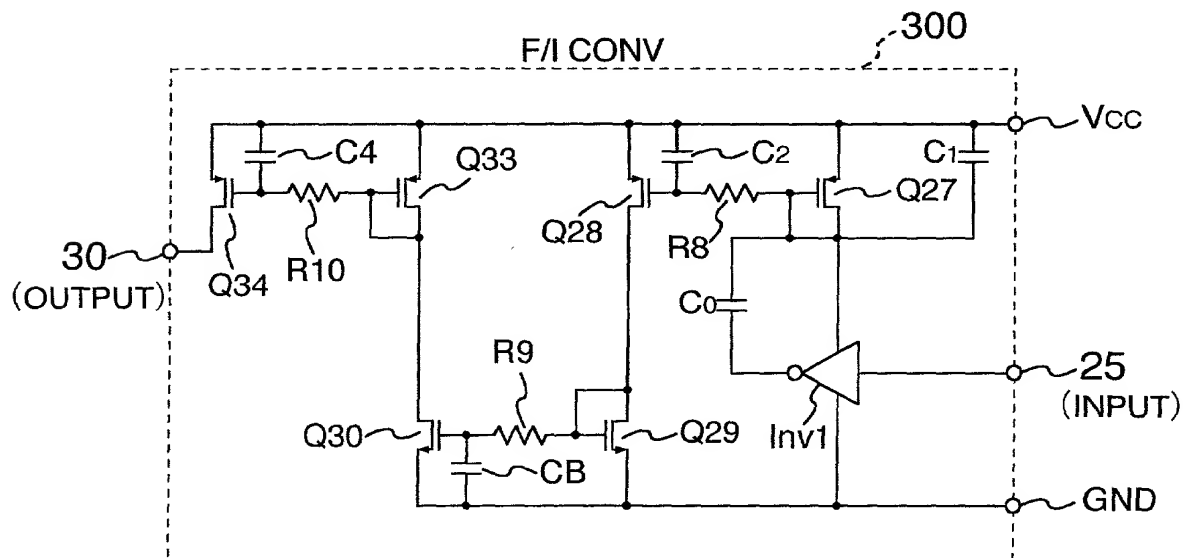 300
F/I CONV
VCC
C4
Q33
C2
C1
Q27
Q28
R8
30
(OUTPUT)
Q34
R10
C0
R9
25
(INPUT)
Q30
Q29
Inv1
CB
GND